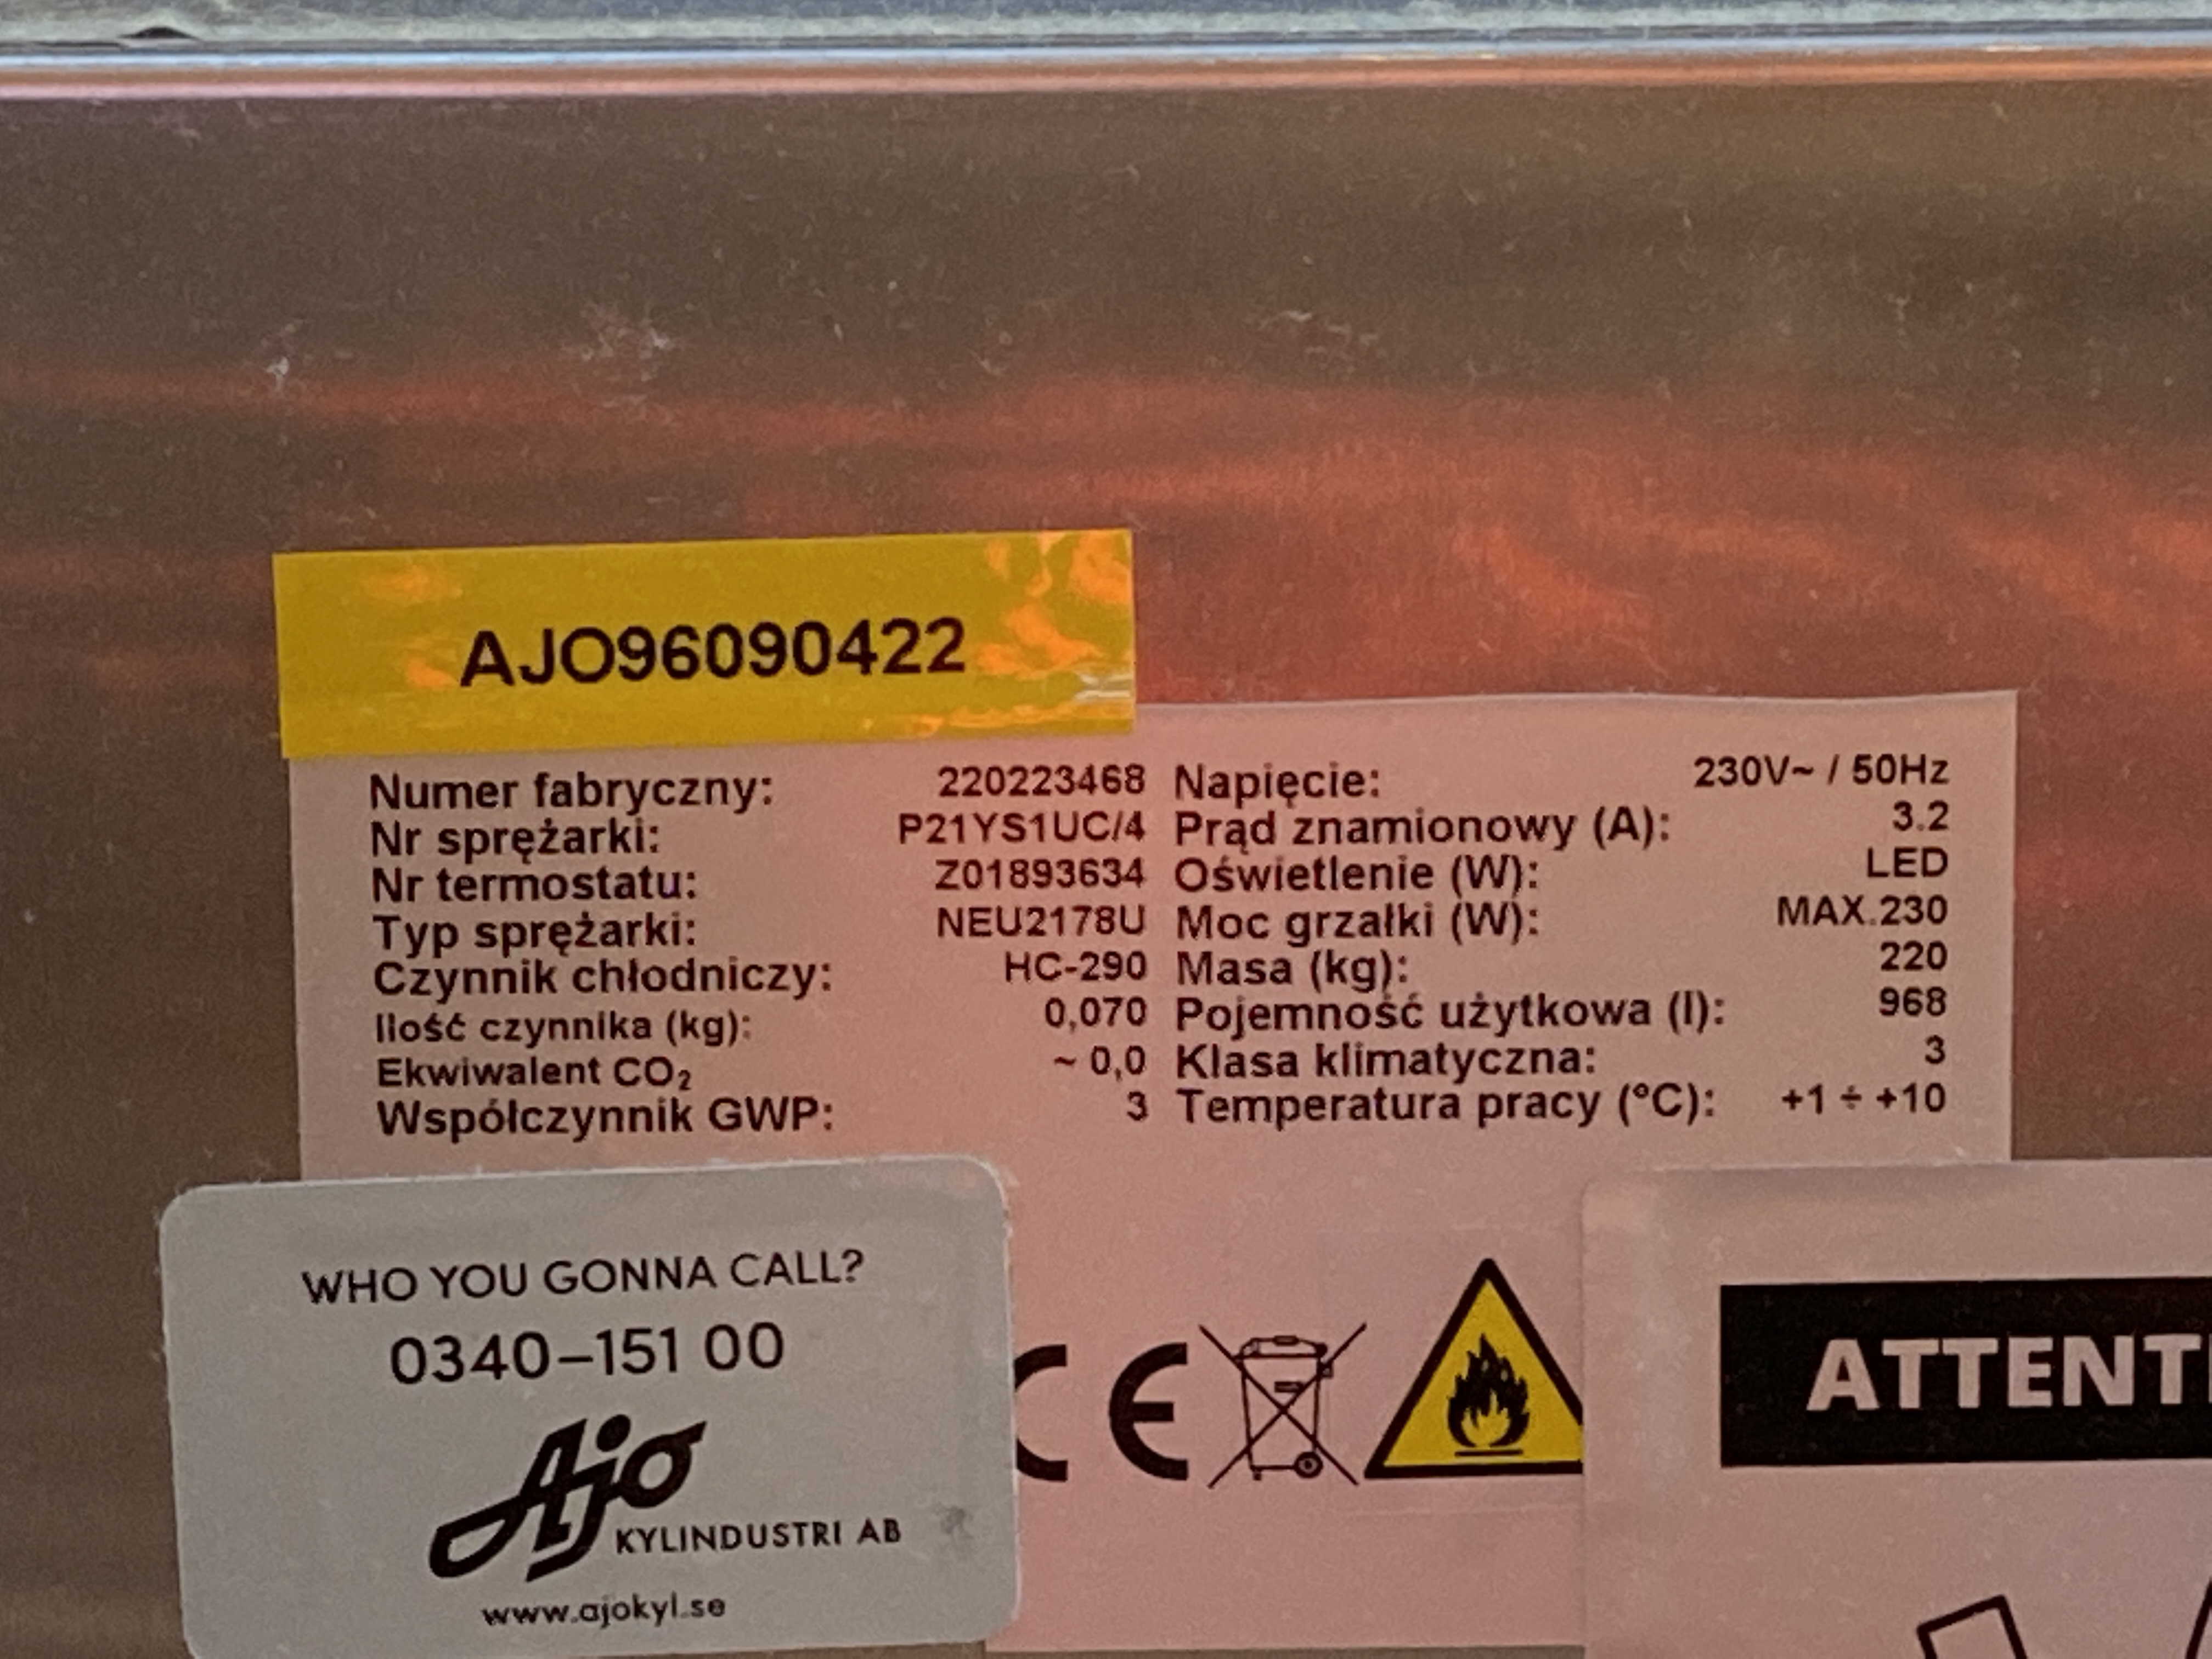 AJO96090422
Numer fabryczny: 220223468 Napięcie: 230V~ / 50Hz
Nr sprężarki: P21YS1UC/4 Prąd znamionowy (A): 3.2
Nr termostatu: Z01893634 Oświetlenie (W): LED
Typ sprężarki: NEU2178U Moc grzałki (W): MAX.230
Czynnik chłodniczy: HC-290 Masa (kg): 220
Ilość czynnika (kg): 0,070 Pojemność użytkowa (l): 968
Ekwiwalent CO₂ ~ 0,0 Klasa klimatyczna: 3
Współczynnik GWP: 3 Temperatura pracy (°C): +1 ÷ +10
WHO YOU GONNA CALL?
0340–151 00
Ajo
KYLINDUSTRI AB
www.ajokyl.se
CE
ATTENTI